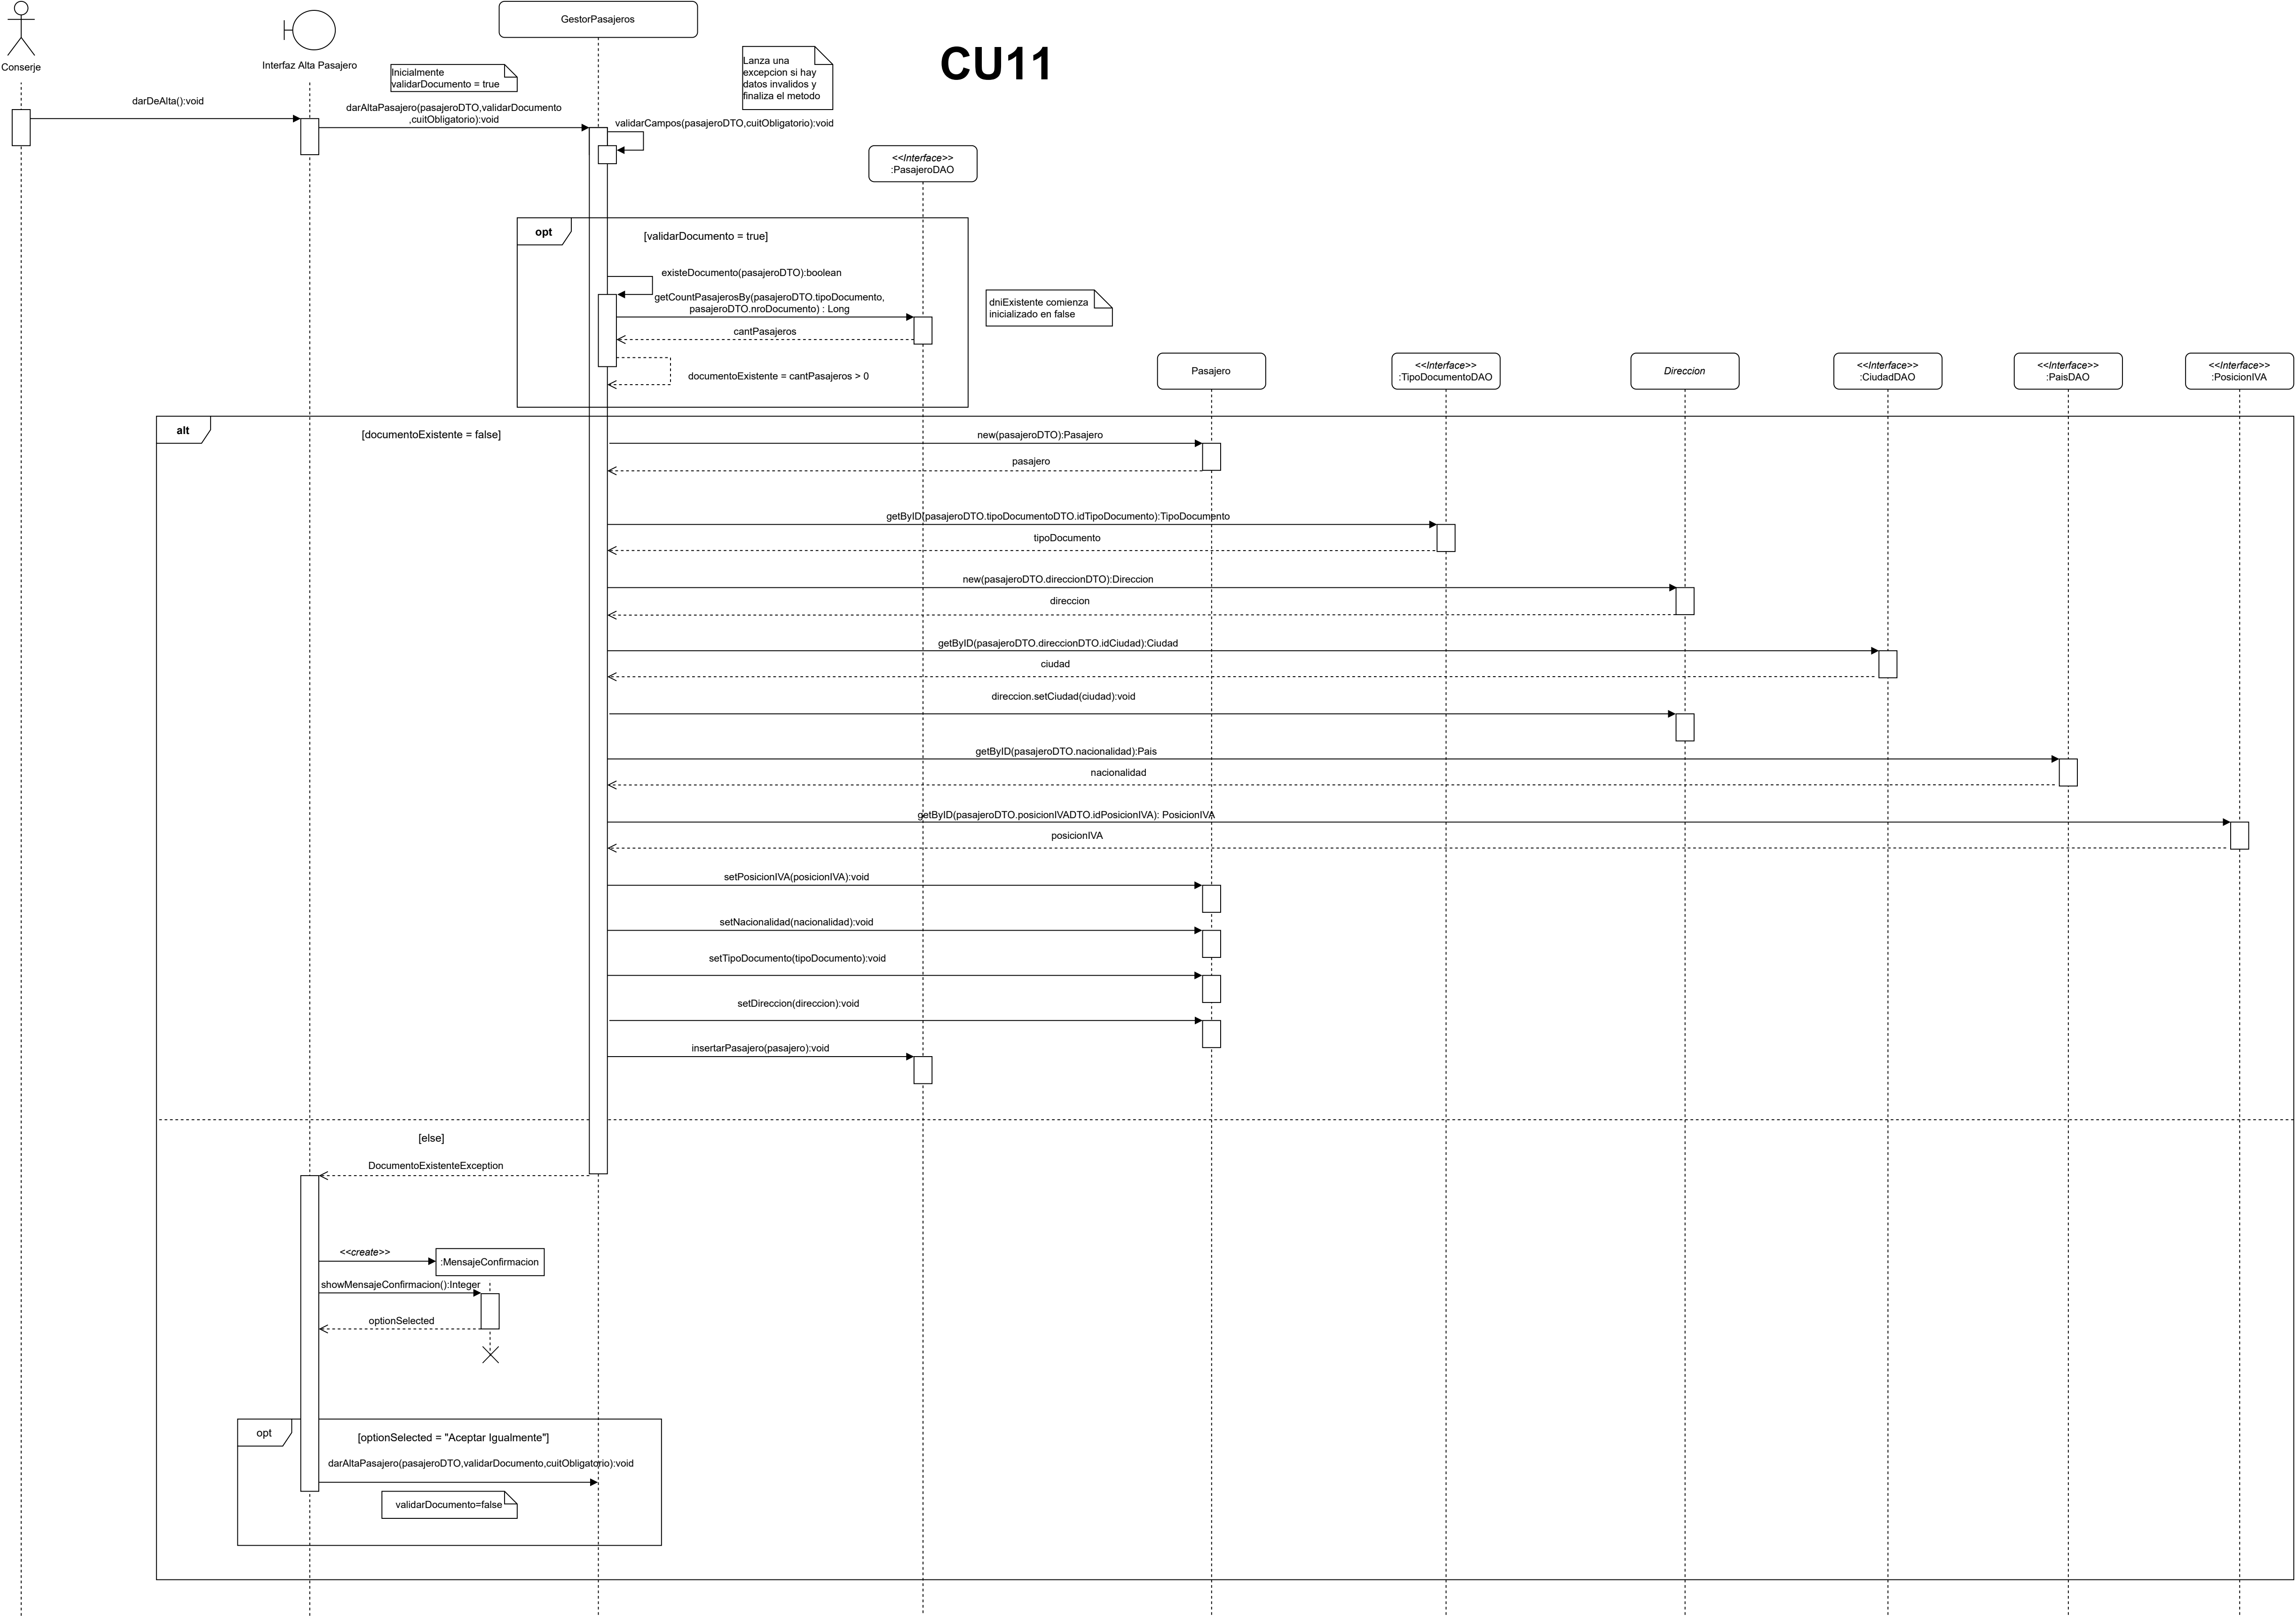 GestorPasajeros
CU11
Conserje
Interfaz Alta Pasajero
Inicialmente
validarDocumento = true
Lanza una
excepcion si hay
datos invalidos y
finaliza el metodo
darDeAlta():void
darAltaPasajero(pasajeroDTO,validarDocumento
,cuitObligatorio):void
validarCampos(pasajeroDTO,cuitObligatorio):void
<<Interface>>
:PasajeroDAO
opt
[validarDocumento = true]
existeDocumento(pasajeroDTO):boolean
getCountPasajerosBy(pasajeroDTO.tipoDocumento,
pasajeroDTO.nroDocumento) : Long
dniExistente comienza
inicializado en false
cantPasajeros
documentoExistente = cantPasajeros > 0
Pasajero
<<Interface>>
:TipoDocumentoDAO
Direccion
<<Interface>>
:CiudadDAO
<<Interface>>
:PaisDAO
<<Interface>>
:PosicionIVA
alt
[documentoExistente = false]
new(pasajeroDTO):Pasajero
pasajero
getByID(pasajeroDTO.tipoDocumentoDTO.idTipoDocumento):TipoDocumento
tipoDocumento
new(pasajeroDTO.direccionDTO):Direccion
direccion
getByID(pasajeroDTO.direccionDTO.idCiudad):Ciudad
ciudad
direccion.setCiudad(ciudad):void
getByID(pasajeroDTO.nacionalidad):Pais
nacionalidad
getByID(pasajeroDTO.posicionIVADTO.idPosicionIVA): PosicionIVA
posicionIVA
setPosicionIVA(posicionIVA):void
setNacionalidad(nacionalidad):void
setTipoDocumento(tipoDocumento):void
setDireccion(direccion):void
insertarPasajero(pasajero):void
[else]
DocumentoExistenteException
<<create>>
:MensajeConfirmacion
showMensajeConfirmacion():Integer
optionSelected
opt
[optionSelected = "Aceptar Igualmente"]
darAltaPasajero(pasajeroDTO,validarDocumento,cuitObligatorio):void
validarDocumento=false